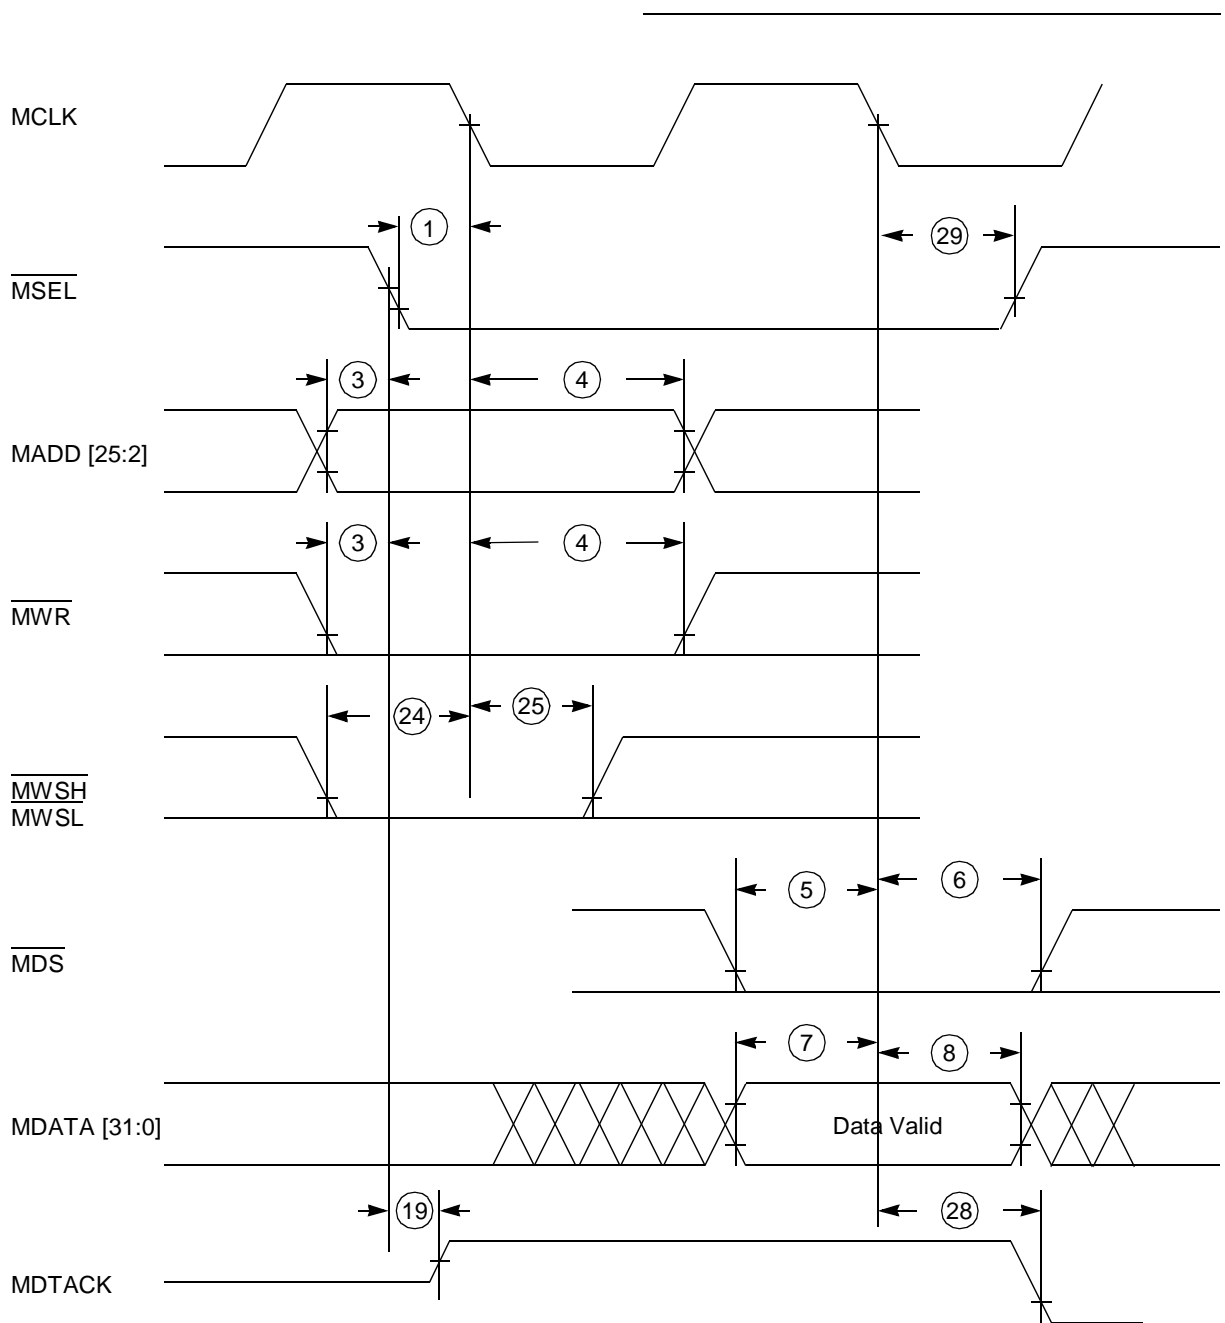 MCLK
1
29
MSEL
3
4
MADD [25:2]
3
4
MWR
24
25
MWSH
MWSL
5
6
MDS
7
8
MDATA [31:0]
Data Valid
19
28
MDTACK